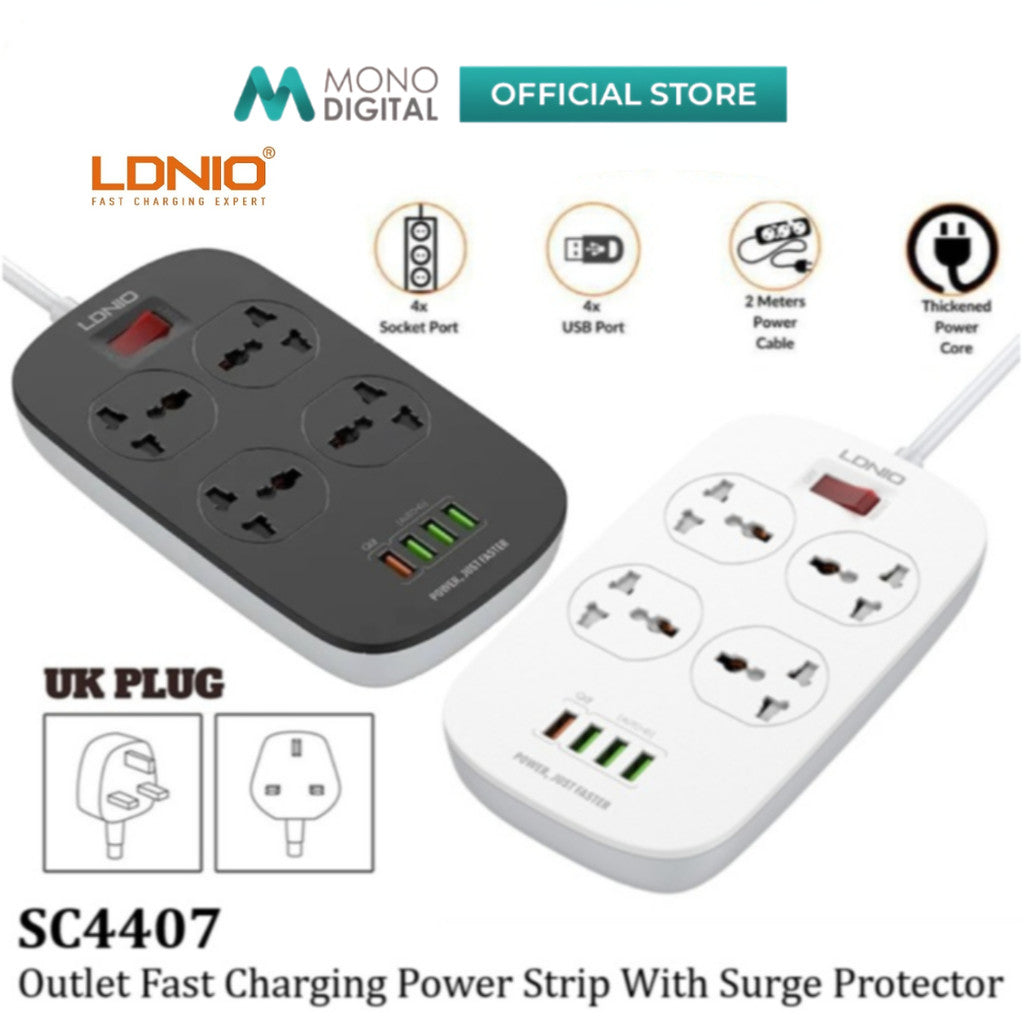 MONO
DIGITAL
OFFICIAL STORE
LDNIO®
FAST CHARGING EXPERT
4x
Socket Port
4x
USB Port
2 Meters
Power
Cable
Thickened
Power
Core
LDNIO
POWER, JUST FASTER
LDNIO
POWER, JUST FASTER
UK PLUG
SC4407
Outlet Fast Charging Power Strip With Surge Protector